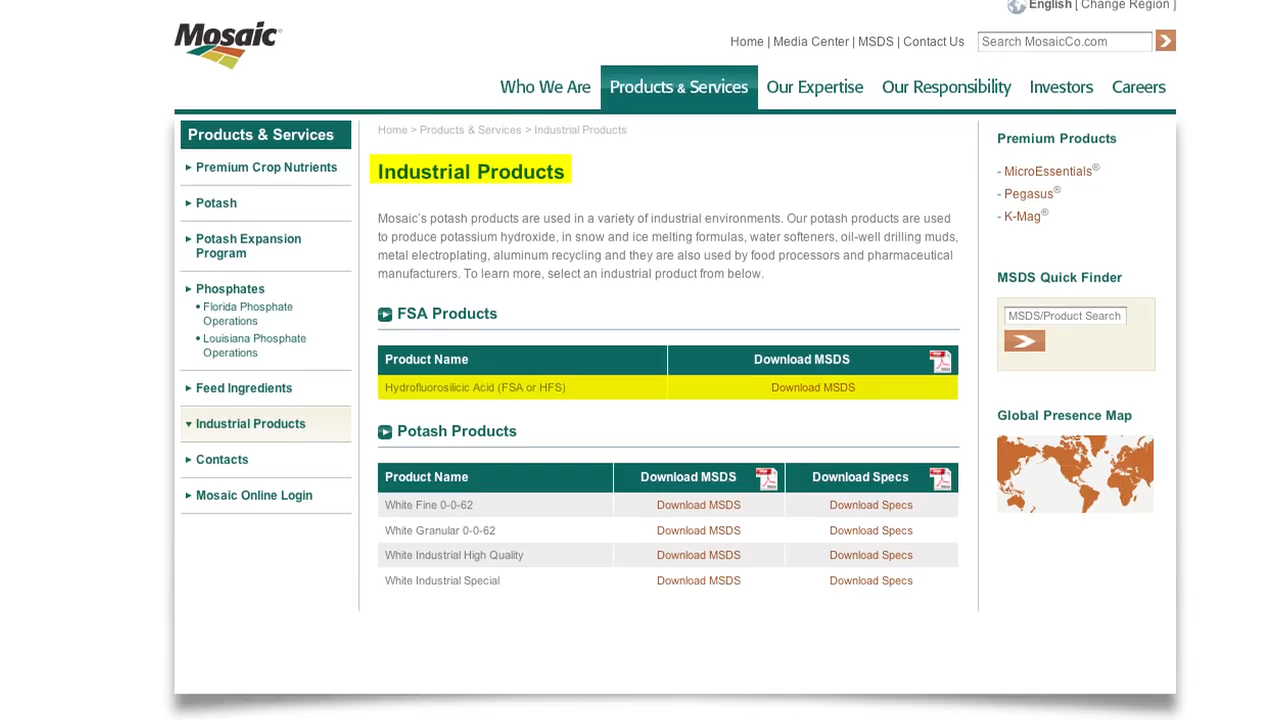 English [ Change Region ]
Mosaic®
Home | Media Center | MSDS | Contact Us
Search MosaicCo.com
Who We Are
Products & Services
Our Expertise
Our Responsibility
Investors
Careers
Products & Services
Premium Crop Nutrients
Potash
Potash Expansion
Program
Phosphates
Florida Phosphate
Operations
Louisiana Phosphate
Operations
Feed Ingredients
Industrial Products
Contacts
Mosaic Online Login
Home > Products & Services > Industrial Products
Industrial Products
Mosaic`s potash products are used in a variety of industrial environments. Our potash products are used
to produce potassium hydroxide, in snow and ice melting formulas, water softeners, oil-well drilling muds,
metal electroplating, aluminum recycling and they are also used by food processors and pharmaceutical
manufacturers. To learn more, select an industrial product from below.
FSA Products
Product Name Download MSDS
Hydrofluorosilicic Acid (FSA or HFS) Download MSDS
Potash Products
Product Name Download MSDS Download Specs
White Fine 0-0-62 Download MSDS Download Specs
White Granular 0-0-62 Download MSDS Download Specs
White Industrial High Quality Download MSDS Download Specs
White Industrial Special Download MSDS Download Specs
Premium Products
- MicroEssentials®
- Pegasus®
- K-Mag®
MSDS Quick Finder
MSDS/Product Search
Global Presence Map